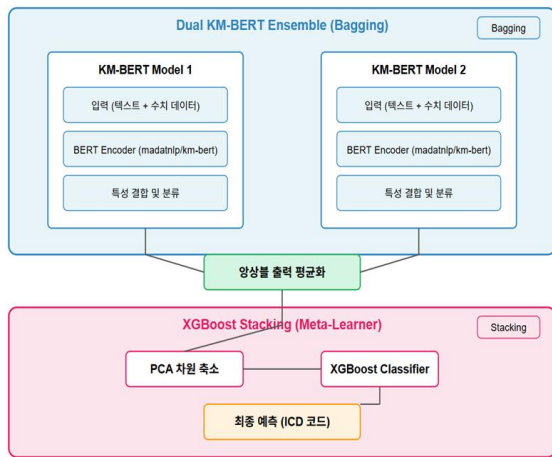 Dual KM-BERT Ensemble (Bagging)
Bagging
KM-BERT Model 1
입력 (텍스트 + 수치 데이터)
BERT Encoder (madatnlp/km-bert)
특성 결합 및 분류
KM-BERT Model 2
입력 (텍스트 + 수치 데이터)
BERT Encoder (madatnlp/km-bert)
특성 결합 및 분류
앙상블 출력 평균화
XGBoost Stacking (Meta-Learner)
Stacking
PCA 차원 축소
XGBoost Classifier
최종 예측 (ICD 코드)